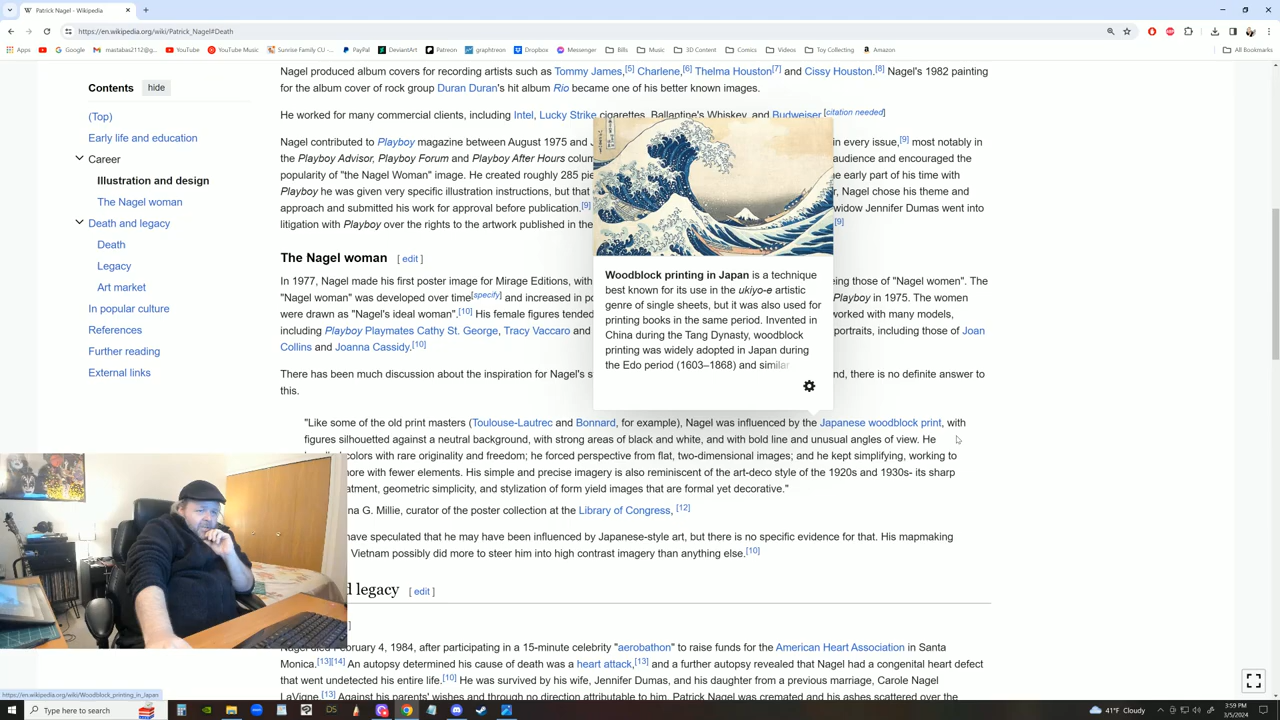 Patrick Nagel - Wikipedia
https://en.wikipedia.org/wiki/Patrick_Nagel#Death
Apps
Google
mastabas2112@g...
YouTube
YouTube Music
Sunrise Family CU -...
PayPal
DeviantArt
Patreon
graphtreon
Dropbox
Messenger
Bills
Music
3D Content
Comics
Videos
Toy Collecting
Amazon
All Bookmarks
Contents hide
(Top)
Early life and education
Career
Illustration and design
The Nagel woman
Death and legacy
Death
Legacy
Art market
In popular culture
References
Further reading
External links
Nagel produced album covers for recording artists such as Tommy James,[5] Charlene,[6] Thelma Houston[7] and Cissy Houston.[8] Nagel's 1982 painting
for the album cover of rock group Duran Duran's hit album Rio became one of his better known images.
He worked for many commercial clients, including Intel, Lucky Strike cigarettes, Ballantine's Whiskey, and Budweiser.[citation needed]
Nagel contributed to Playboy magazine between August 1975 and in every issue,[9] most notably in
the Playboy Advisor, Playboy Forum and Playboy After Hours audience and encouraged the
popularity of "the Nagel Woman" image. He created roughly 285 e early part of his time with
Playboy he was given very specific illustration instructions, but that Nagel chose his theme and
approach and submitted his work for approval before publication.[9] widow Jennifer Dumas went into
litigation with Playboy over the rights to the artwork published in the [9]
The Nagel woman [ edit ]
In 1977, Nagel made his first poster image for Mirage Editions, with ing those of "Nagel women". The
"Nagel woman" was developed over time[specify] and increased in Playboy in 1975. The women
were drawn as "Nagel's ideal woman".[10] His female figures tended worked with many models,
including Playboy Playmates Cathy St. George, Tracy Vaccaro and portraits, including those of Joan
Collins and Joanna Cassidy.[10]
There has been much discussion about the inspiration for Nagel's there is no definite answer to
this.
Woodblock printing in Japan is a technique
best known for its use in the ukiyo-e artistic
genre of single sheets, but it was also used for
printing books in the same period. Invented in
China during the Tang Dynasty, woodblock
printing was widely adopted in Japan during
the Edo period (1603–1868) and similar
"Like some of the old print masters (Toulouse-Lautrec and Bonnard, for example), Nagel was influenced by the Japanese woodblock print, with
figures silhouetted against a neutral background, with strong areas of black and white, and with bold line and unusual angles of view. He
colors with rare originality and freedom; he forced perspective from flat, two-dimensional images; and he kept simplifying, working to
more with fewer elements. His simple and precise imagery is also reminiscent of the art-deco style of the 1920s and 1930s- its sharp
atment, geometric simplicity, and stylization of form yield images that are formal yet decorative."
na G. Millie, curator of the poster collection at the Library of Congress, [12]
have speculated that he may have been influenced by Japanese-style art, but there is no specific evidence for that. His mapmaking
Vietnam possibly did more to steer him into high contrast imagery than anything else.[10]
legacy [ edit ]
Nagel died February 4, 1984, after participating in a 15-minute celebrity "aerobathon" to raise funds for the American Heart Association in Santa
Monica.[13][14] An autopsy determined his cause of death was a heart attack,[13] and a further autopsy revealed that Nagel had a congenital heart defect
that went undetected his entire life.[10] He was survived by his wife, Jennifer Dumas, and his daughter from a previous marriage, Carole Nagel
LaVigne.[13] Against his parents' wishes and through no direction attributable to him, Patrick Nagel was cremated and his ashes scattered over the
https://en.wikipedia.org/wiki/Woodblock_printing_in_Japan
Type here to search
41°F Cloudy
3:59 PM
3/5/2024